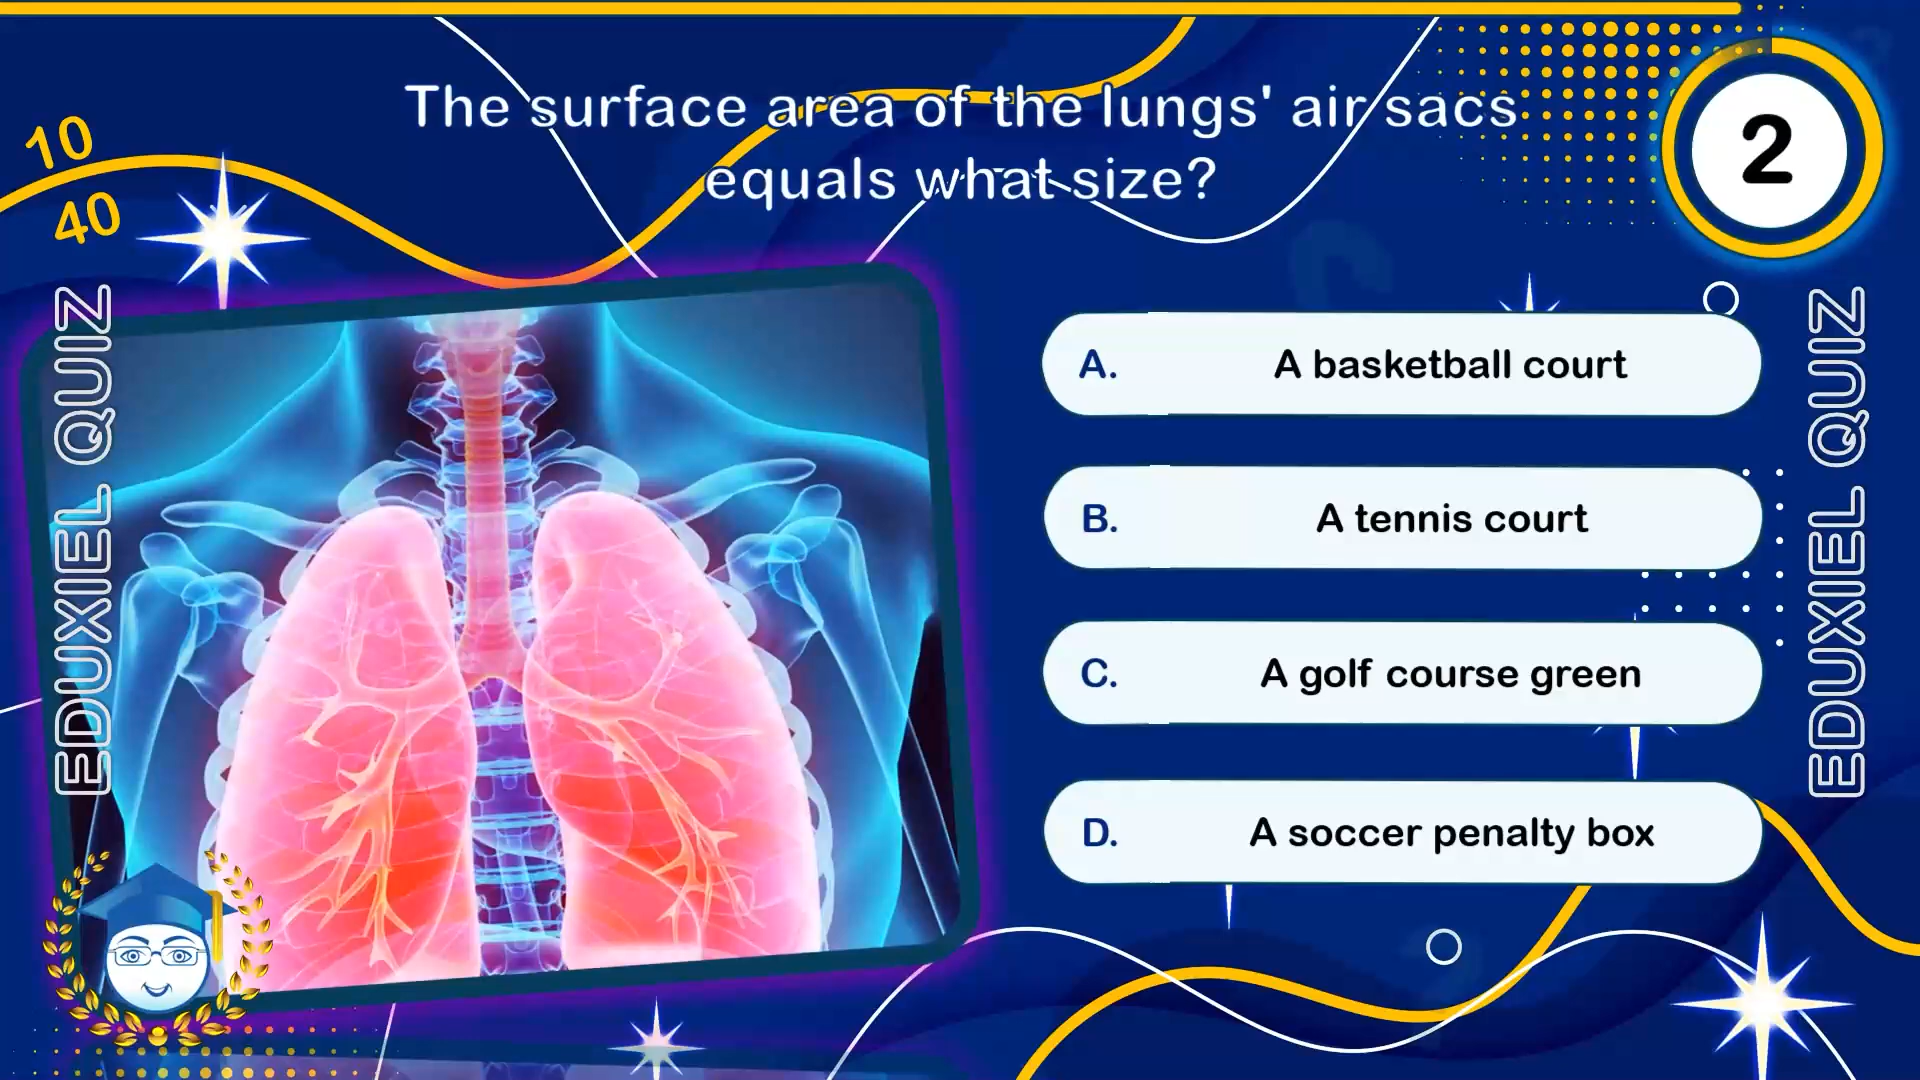 The surface area of the lungs' air sacs
equals what size?
2
10
40
EDUXIEL QUIZ
A. A basketball court
B. A tennis court
C. A golf course green
D. A soccer penalty box
EDUXIEL QUIZ